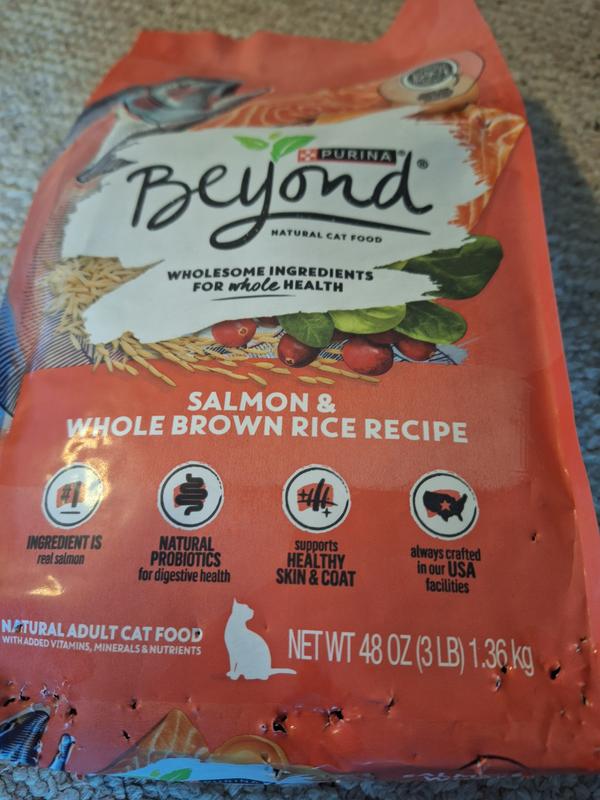 PURINA®
Beyond®
NATURAL CAT FOOD
WHOLESOME INGREDIENTS
FOR whole HEALTH
SALMON &
WHOLE BROWN RICE RECIPE
#1
INGREDIENT IS
real salmon
NATURAL
PROBIOTICS
for digestive health
supports
HEALTHY
SKIN & COAT
always crafted
in our USA
facilities
NATURAL ADULT CAT FOOD
WITH ADDED VITAMINS, MINERALS & NUTRIENTS
NET WT 48 OZ (3 LB) 1.36 kg